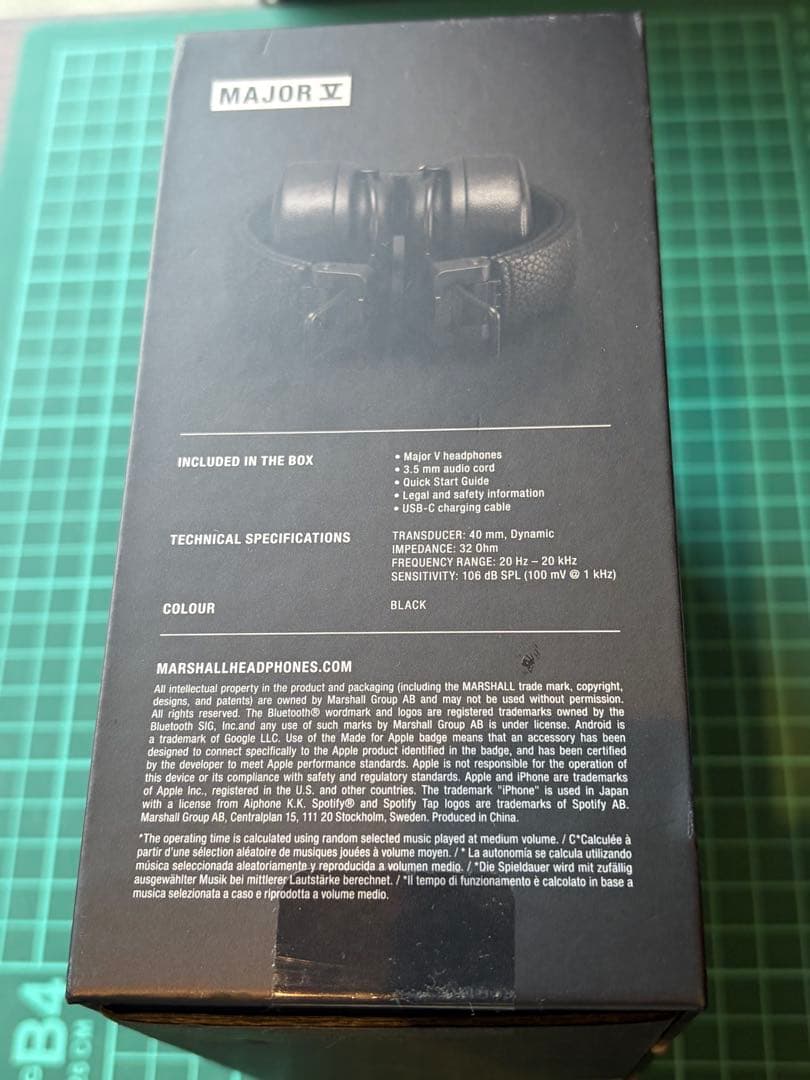 MAJOR V
INCLUDED IN THE BOX
• Major V headphones
• 3.5 mm audio cord
• Quick Start Guide
• Legal and safety information
• USB-C charging cable
TECHNICAL SPECIFICATIONS
TRANSDUCER: 40 mm, Dynamic
IMPEDANCE: 32 Ohm
FREQUENCY RANGE: 20 Hz – 20 kHz
SENSITIVITY: 106 dB SPL (100 mV @ 1 kHz)
COLOUR
BLACK
MARSHALLHEADPHONES.COM
All intellectual property in the product and packaging (including the MARSHALL trade mark, copyright,
designs, and patents) are owned by Marshall Group AB and may not be used without permission.
All rights reserved. The Bluetooth® wordmark and logos are registered trademarks owned by the
Bluetooth SIG, Inc.and any use of such marks by Marshall Group AB is under license. Android is
a trademark of Google LLC. Use of the Made for Apple badge means that an accessory has been
designed to connect specifically to the Apple product identified in the badge, and has been certified
by the developer to meet Apple performance standards. Apple is not responsible for the operation of
this device or its compliance with safety and regulatory standards. Apple and iPhone are trademarks
of Apple Inc., registered in the U.S. and other countries. The trademark "iPhone" is used in Japan
with a license from Aiphone K.K. Spotify® and Spotify Tap logos are trademarks of Spotify AB.
Marshall Group AB, Centralplan 15, 111 20 Stockholm, Sweden. Produced in China.
*The operating time is calculated using random selected music played at medium volume. / C*Calculée à
partir d'une sélection aléatoire de musiques jouées à volume moyen. / * La autonomía se calcula utilizando
música seleccionada aleatoriamente y reproducida a volumen medio. / *Die Spieldauer wird mit zufällig
ausgewählter Musik bei mittlerer Lautstärke berechnet. / *Il tempo di funzionamento è calcolato in base a
musica selezionata a caso e riprodotta a volume medio.
B4